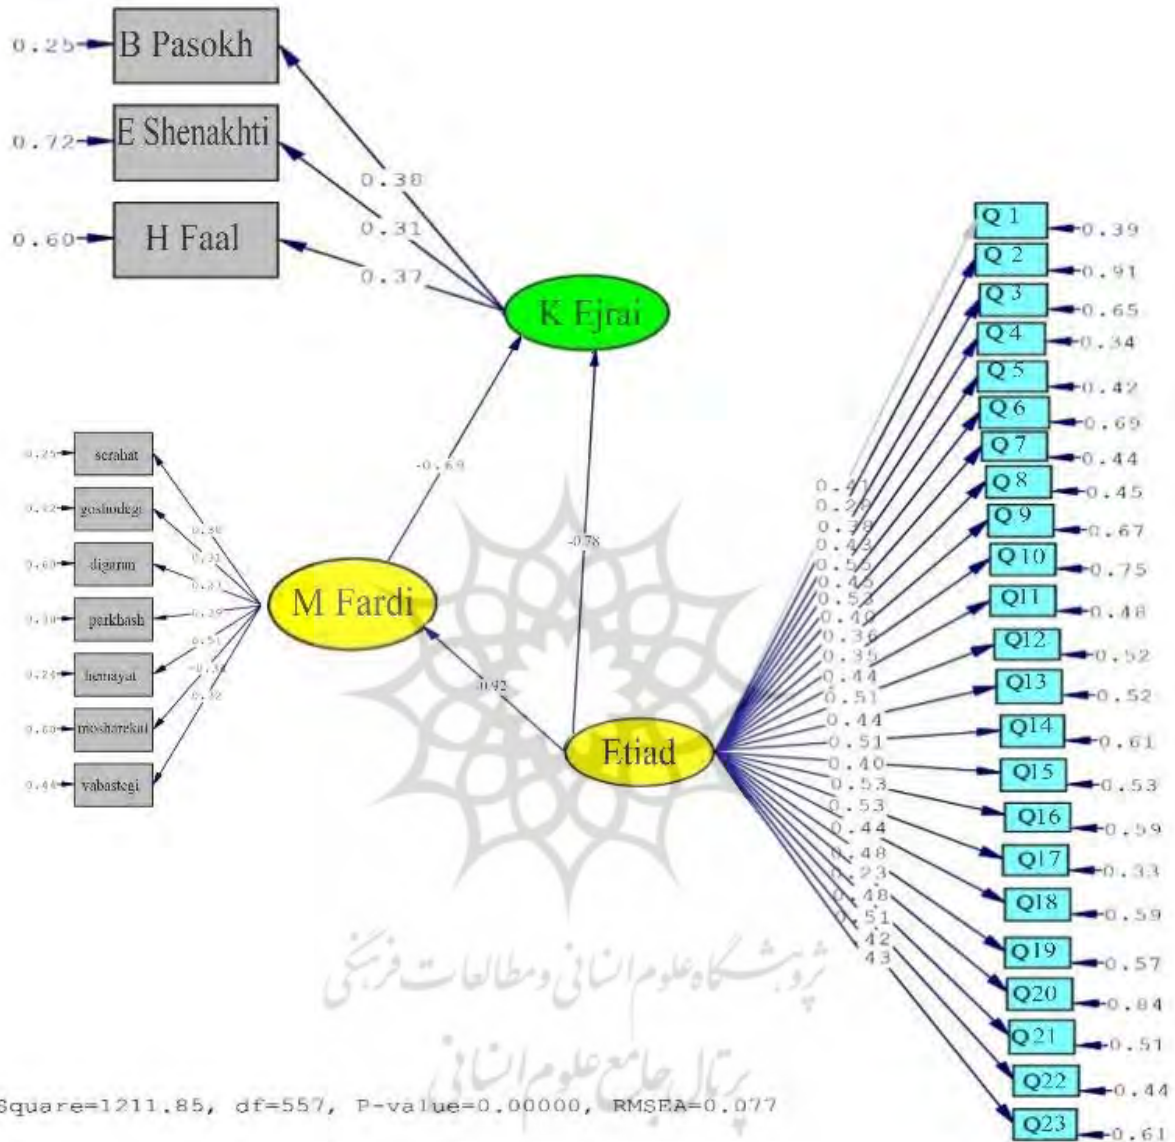 0.25 B Pasokh
0.72 E Shenakhti
0.60 H Faal
0.38
0.31
0.37
K Ejrai
Q 1 0.39
Q 2 0.91
Q 3 0.65
Q 4 0.34
Q 5 0.42
Q 6 0.69
Q 7 0.44
Q 8 0.45
Q 9 0.67
Q 10 0.75
Q11 0.48
Q12 0.52
Q13 0.52
Q14 0.61
Q15 0.53
Q16 0.59
Q17 0.33
Q18 0.59
Q19 0.57
Q20 0.84
Q21 0.51
Q22 0.44
Q23 0.61
serahat
goshodegi
digaran
parkhash
hemayat
mosharekat
vabastegi
-0.69
-0.78
M Fardi
-0.92
Etiad
0.41
0.28
0.38
0.43
0.55
0.45
0.53
0.40
0.36
0.35
0.44
0.51
0.44
0.51
0.40
0.53
0.53
0.44
0.48
0.23
0.48
0.51
42
43
پژوهشگاه علوم انسانی و مطالعات فرهنگی
پرتال جامع علوم انسانی
Square=1211.85, df=557, P-value=0.00000, RMSEA=0.077